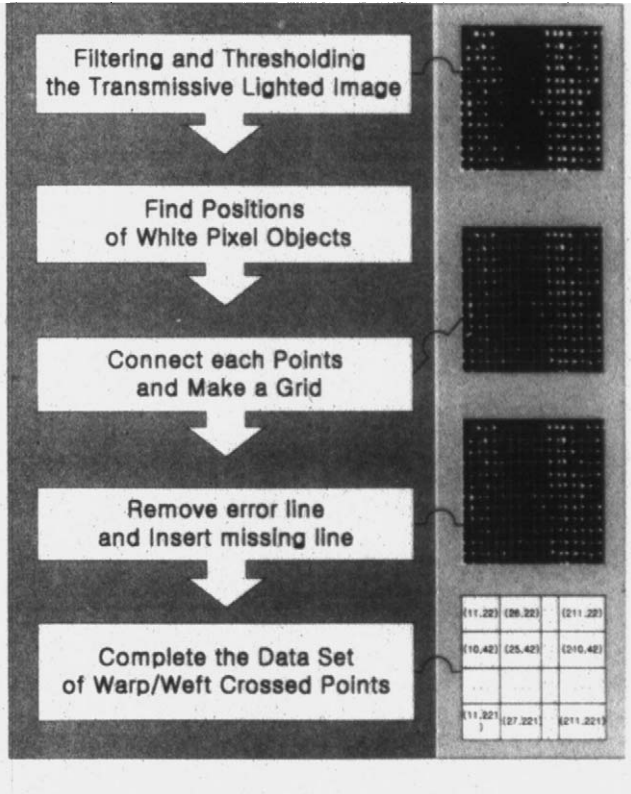 Filtering and Thresholding
the Transmissive Lighted Image
Find Positions
of White Pixel Objects
Connect each Points
and Make a Grid
Remove error line
and Insert missing line
Complete the Data Set
of Warp/Weft Crossed Points
(11,22) (26,22) ... (211,22)
(10,42) (25,42) (210,42)
... ... ...
(11,221
) (27,221) (211,221)